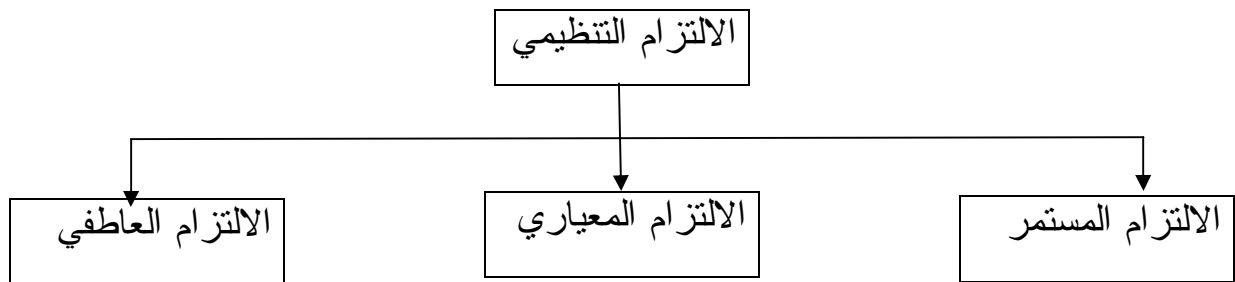 الالتزام التنظيمي
الالتزام المستمر
الالتزام المعياري
الالتزام العاطفي